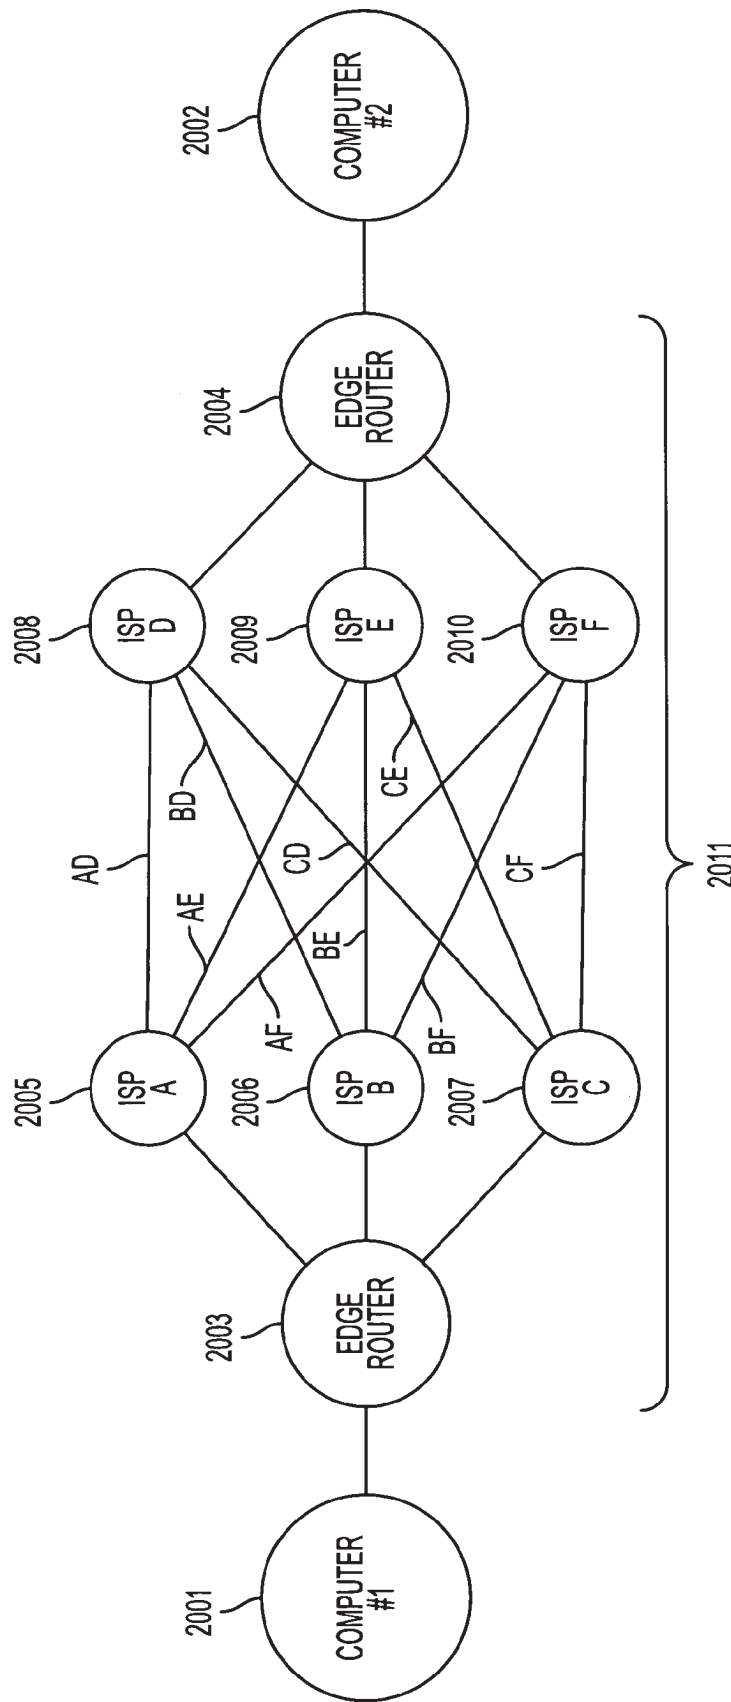 2001
COMPUTER
#1
2003
EDGE
ROUTER
2005
ISP
A
2006
ISP
B
2007
ISP
C
AD
AE
BD
AF
BE
CD
BF
CE
CF
2008
ISP
D
2009
ISP
E
2010
ISP
F
2004
EDGE
ROUTER
2002
COMPUTER
#2
2011